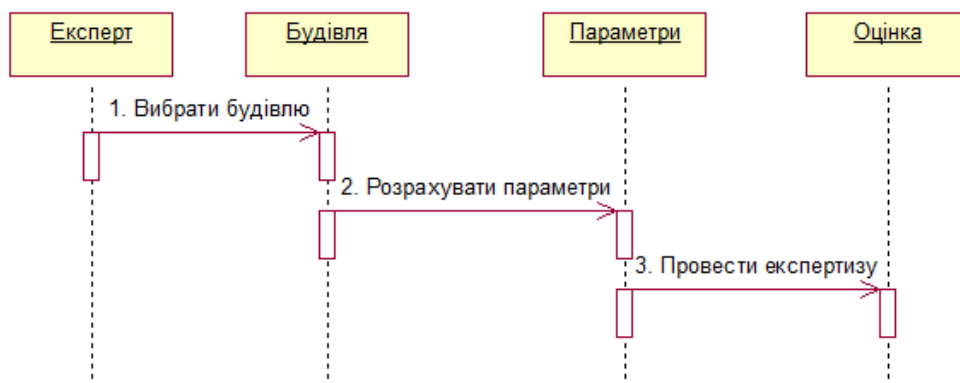 Експерт
Будівля
Параметри
Оцінка
1. Вибрати будівлю
2. Розрахувати параметри
3. Провести експертизу